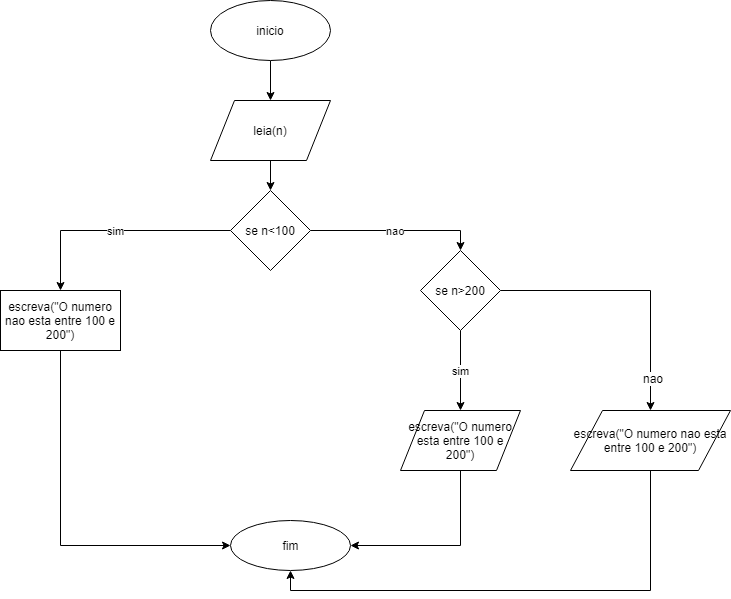 inicio
leia(n)
se n<100
sim
nao
se n>200
escreva("O numero
nao esta entre 100 e
200")
sim
nao
escreva("O numero
esta entre 100 e
200")
escreva("O numero nao esta
entre 100 e 200")
fim